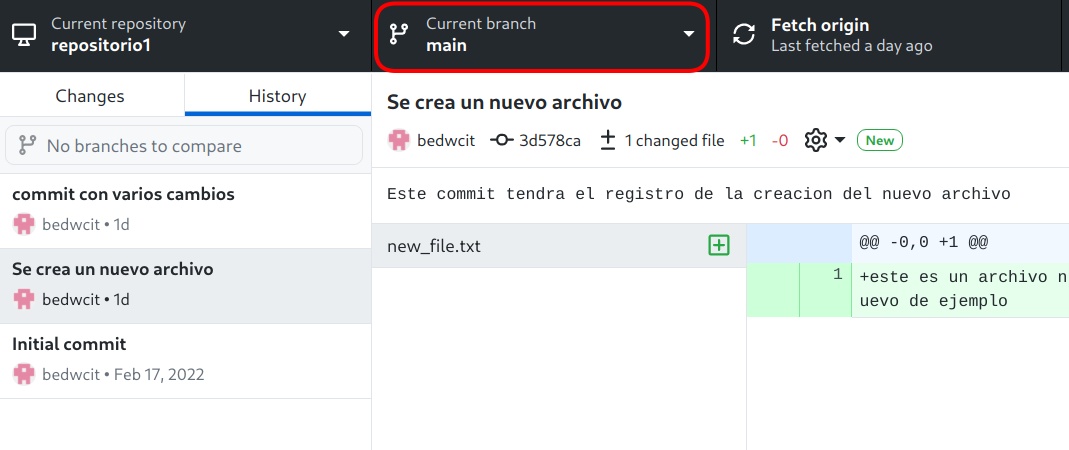 Current repository
repositorio1
Current branch
main
Fetch origin
Last fetched a day ago
Changes
History
No branches to compare
commit con varios cambios
bedwcit • 1d
Se crea un nuevo archivo
bedwcit • 1d
Initial commit
bedwcit • Feb 17, 2022
Se crea un nuevo archivo
bedwcit 3d578ca 1 changed file +1 -0 New
Este commit tendra el registro de la creacion del nuevo archivo
new_file.txt
@@ -0,0 +1 @@
1 +este es un archivo n
uevo de ejemplo